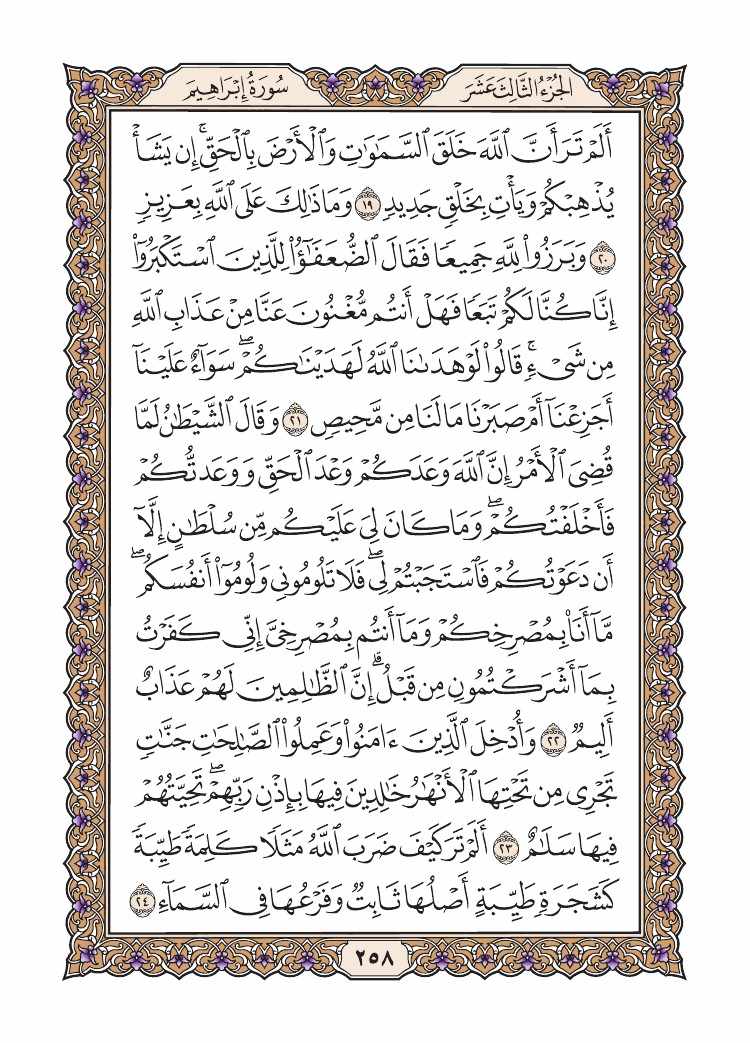 الجُزْءُ الثَّالِثَ عَشَرَ
سُورَةُ إِبْرَاهِيمَ
أَلَمْ تَرَ أَنَّ ٱللَّهَ خَلَقَ ٱلسَّمَٰوَٰتِ وَٱلْأَرْضَ بِٱلْحَقِّۚ إِن يَشَأْ
يُذْهِبْكُمْ وَيَأْتِ بِخَلْقٍ جَدِيدٍ ١٩ وَمَا ذَٰلِكَ عَلَى ٱللَّهِ بِعَزِيزٍ
٢٠ وَبَرَزُوا۟ لِلَّهِ جَمِيعًا فَقَالَ ٱلضُّعَفَٰٓؤُا۟ لِلَّذِينَ ٱسْتَكْبَرُوٓا۟
إِنَّا كُنَّا لَكُمْ تَبَعًا فَهَلْ أَنتُم مُّغْنُونَ عَنَّا مِنْ عَذَابِ ٱللَّهِ
مِن شَىْءٍۚ قَالُوا۟ لَوْ هَدَىٰنَا ٱللَّهُ لَهَدَيْنَٰكُمْۖ سَوَآءٌ عَلَيْنَآ
أَجَزِعْنَآ أَمْ صَبَرْنَا مَا لَنَا مِن مَّحِيصٍ ٢١ وَقَالَ ٱلشَّيْطَٰنُ لَمَّا
قُضِىَ ٱلْأَمْرُ إِنَّ ٱللَّهَ وَعَدَكُمْ وَعْدَ ٱلْحَقِّ وَوَعَدتُّكُمْ
فَأَخْلَفْتُكُمْۖ وَمَا كَانَ لِىَ عَلَيْكُم مِّن سُلْطَٰنٍ إِلَّآ
أَن دَعَوْتُكُمْ فَٱسْتَجَبْتُمْ لِىۖ فَلَا تَلُومُونِى وَلُومُوٓا۟ أَنفُسَكُمۖ
مَّآ أَنَا۠ بِمُصْرِخِكُمْ وَمَآ أَنتُم بِمُصْرِخِىَّ إِنِّى كَفَرْتُ
بِمَآ أَشْرَكْتُمُونِ مِن قَبْلُۗ إِنَّ ٱلظَّٰلِمِينَ لَهُمْ عَذَابٌ
أَلِيمٌ ٢٢ وَأُدْخِلَ ٱلَّذِينَ ءَامَنُوا۟ وَعَمِلُوا۟ ٱلصَّٰلِحَٰتِ جَنَّٰتٍ
تَجْرِى مِن تَحْتِهَا ٱلْأَنْهَٰرُ خَٰلِدِينَ فِيهَا بِإِذْنِ رَبِّهِمْۖ تَحِيَّتُهُمْ
فِيهَا سَلَٰمٌ ٢٣ أَلَمْ تَرَ كَيْفَ ضَرَبَ ٱللَّهُ مَثَلًا كَلِمَةً طَيِّبَةً
كَشَجَرَةٍ طَيِّبَةٍ أَصْلُهَا ثَابِتٌ وَفَرْعُهَا فِى ٱلسَّمَآءِ ٢٤
٢٥٨